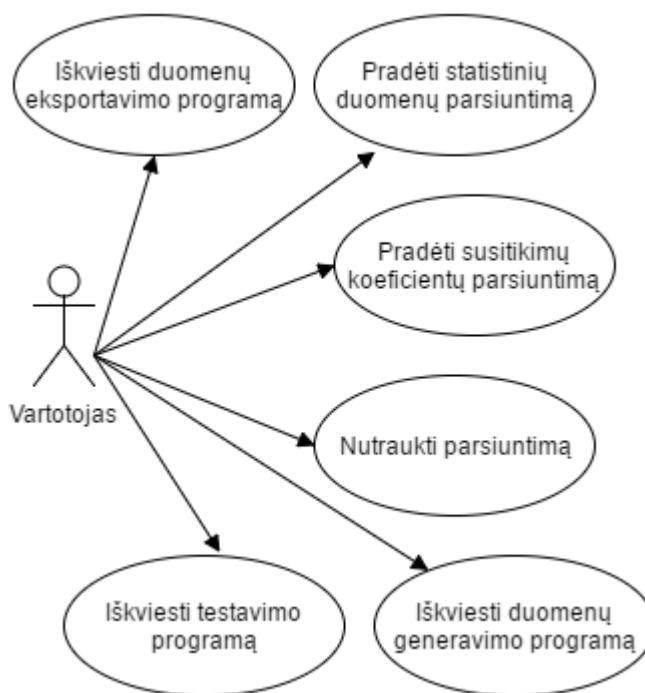 Iškviesti duomenų
eksportavimo programą
Pradėti statistinių
duomenų parsiuntimą
Pradėti susitikimų
koeficientų parsiuntimą
Vartotojas
Nutraukti parsiuntimą
Iškviesti testavimo
programą
Iškviesti duomenų
generavimo programą